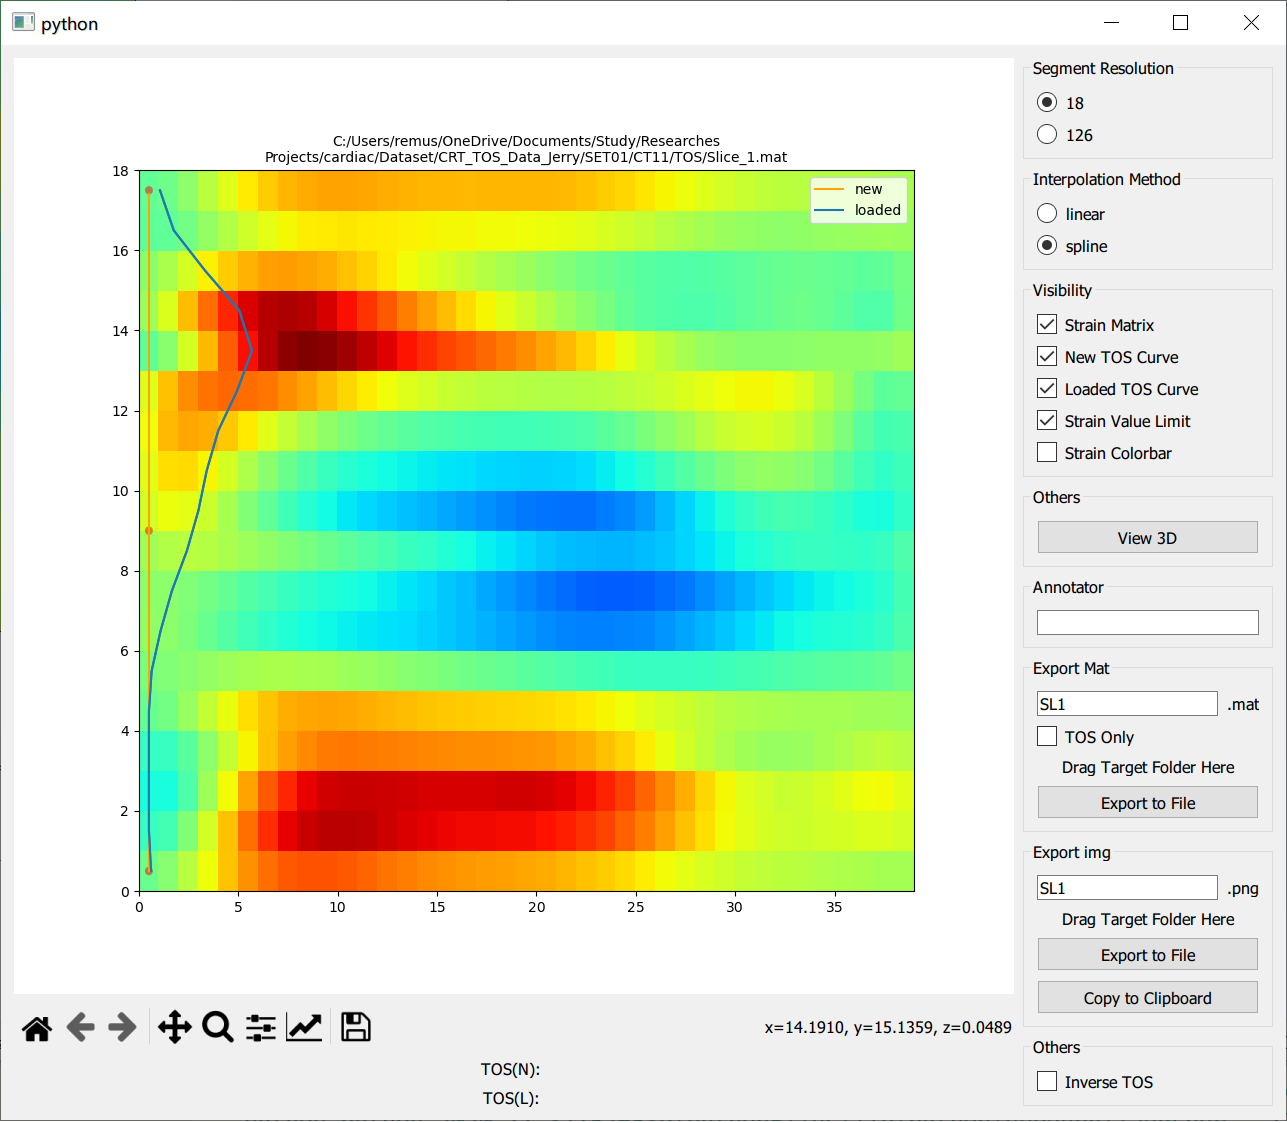 python
C:/Users/remus/OneDrive/Documents/Study/Researches
Projects/cardiac/Dataset/CRT_TOS_Data_Jerry/SET01/CT11/TOS/Slice_1.mat
new
loaded
18
16
14
12
10
8
6
4
2
0
0 5 10 15 20 25 30 35
x=14.1910, y=15.1359, z=0.0489
TOS(N):
TOS(L):
Segment Resolution
18
126
Interpolation Method
linear
spline
Visibility
Strain Matrix
New TOS Curve
Loaded TOS Curve
Strain Value Limit
Strain Colorbar
Others
View 3D
Annotator
Export Mat
SL1 .mat
TOS Only
Drag Target Folder Here
Export to File
Export img
SL1 .png
Drag Target Folder Here
Export to File
Copy to Clipboard
Others
Inverse TOS